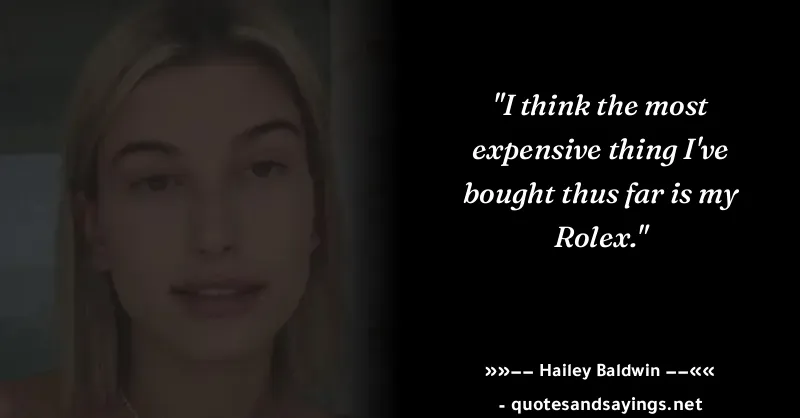 "I think the most
expensive thing I've
bought thus far is my
Rolex."
»»—— Hailey Baldwin ——««
- quotesandsayings.net